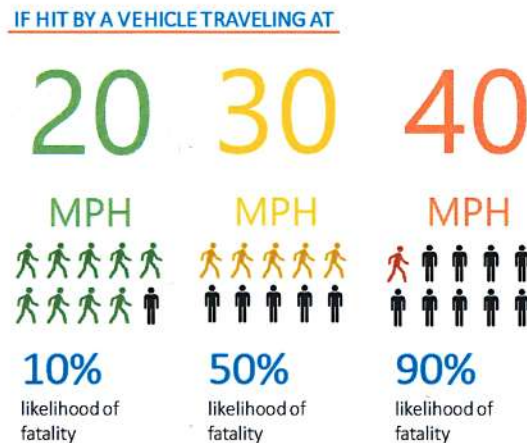 IF HIT BY A VEHICLE TRAVELING AT
20 30 40
MPH MPH MPH
10% 50% 90%
likelihood of likelihood of likelihood of
fatality fatality fatality